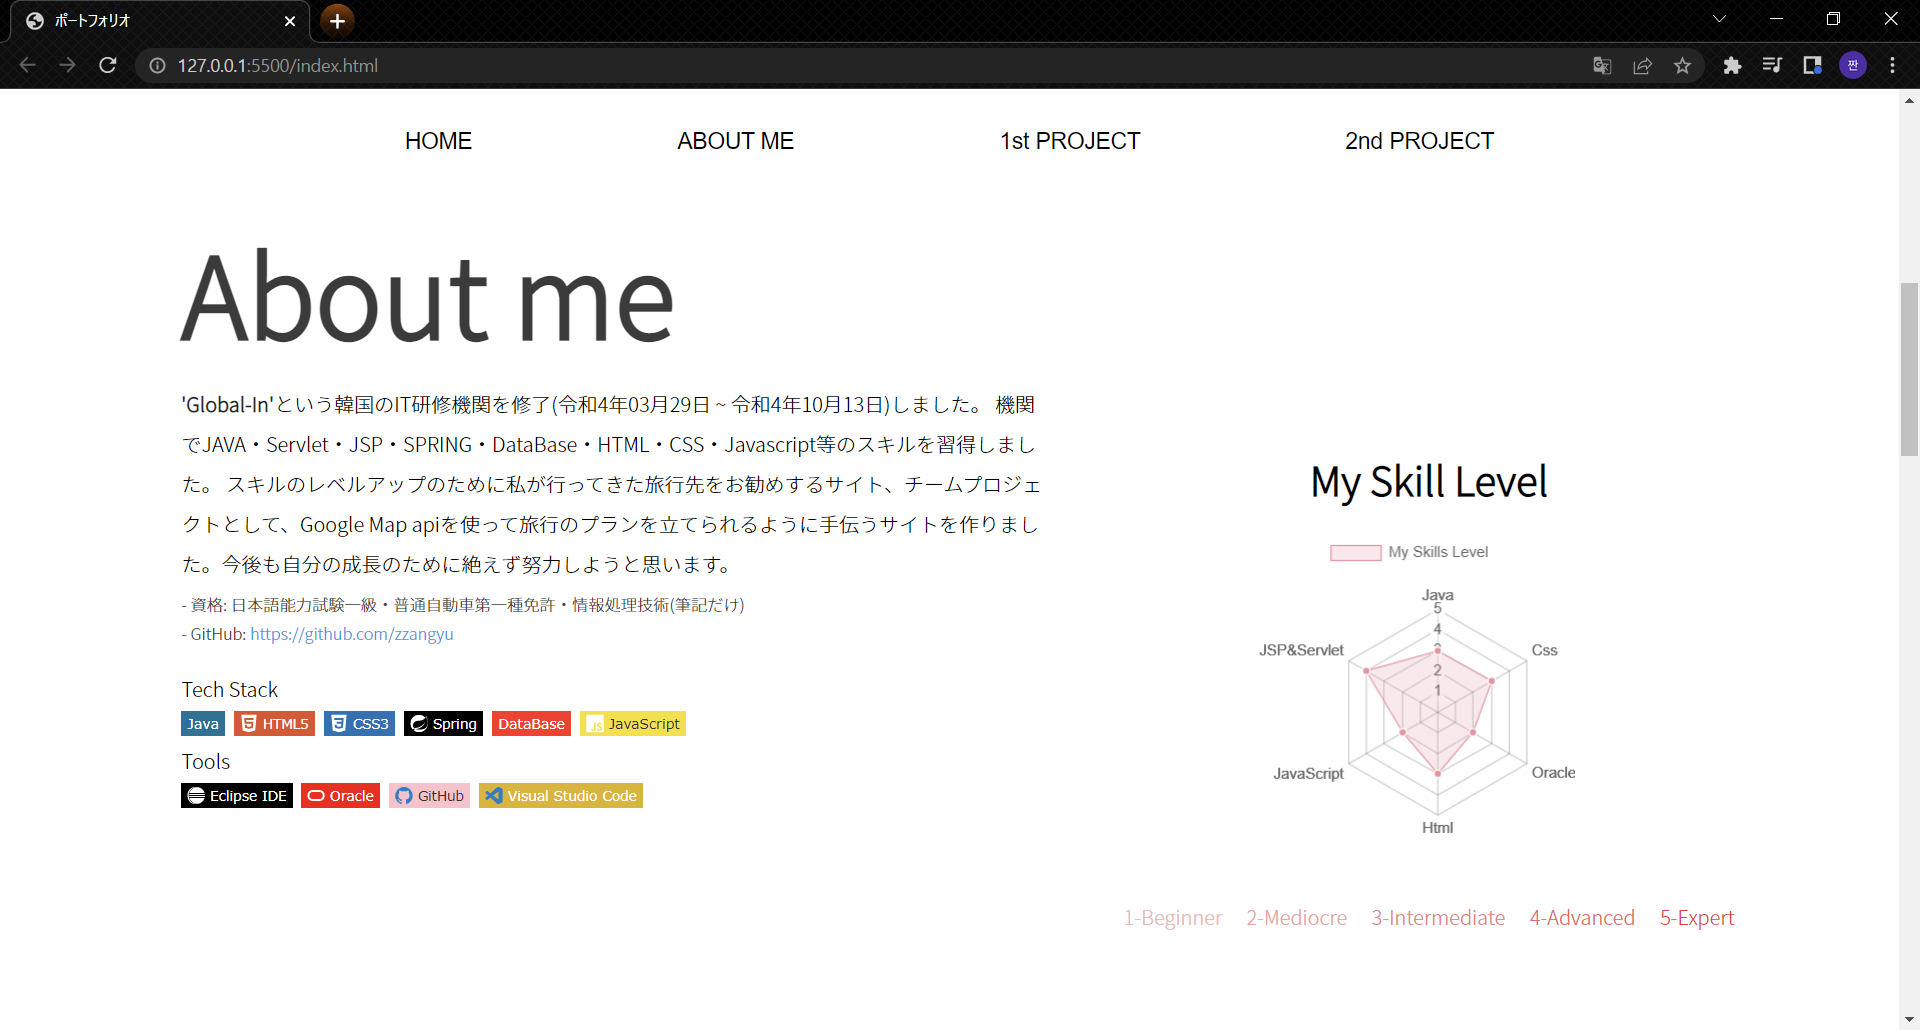 ポートフォリオ
127.0.0.1:5500/index.html
짠
HOME ABOUT ME 1st PROJECT 2nd PROJECT
About me
'Global-In'という韓国のIT研修機関を修了(令和4年03月29日 ~ 令和4年10月13日)しました。 機関
でJAVA・Servlet・JSP・SPRING・DataBase・HTML・CSS・Javascript等のスキルを習得しまし
た。 スキルのレベルアップのために私が行ってきた旅行先をお勧めするサイト、チームプロジェ
クトとして、Google Map apiを使って旅行のプランを立てられるように手伝うサイトを作りまし
た。今後も自分の成長のために絶えず努力しようと思います。
- 資格: 日本語能力試験一級・普通自動車第一種免許・情報処理技術(筆記だけ)
- GitHub: https://github.com/zzangyu
Tech Stack
Java HTML5 CSS3 Spring DataBase JavaScript
Tools
Eclipse IDE Oracle GitHub Visual Studio Code
My Skill Level
My Skills Level
Java
5
4
3
2
1
JSP&Servlet Css
JavaScript Oracle
Html
1-Beginner 2-Mediocre 3-Intermediate 4-Advanced 5-Expert